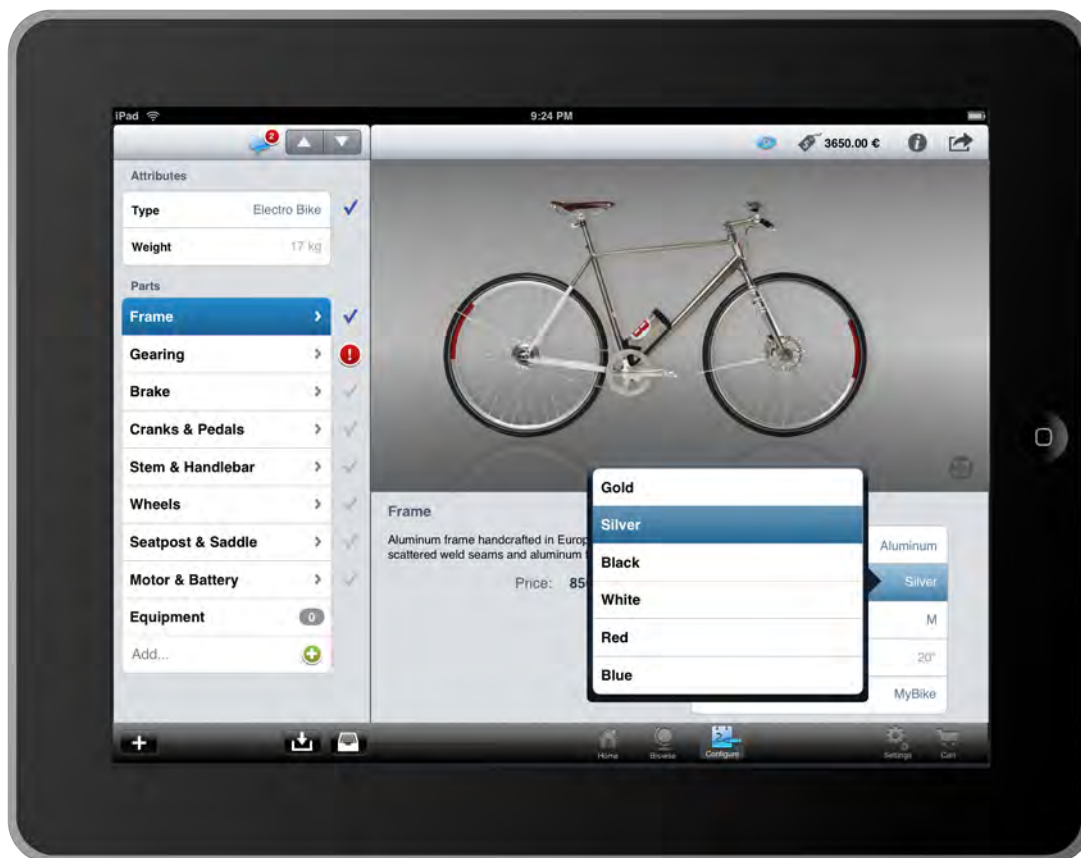 iPad
9:24 PM
2
3650.00 €
Attributes
Type Electro Bike
Weight 17 kg
Parts
Frame
Gearing
Brake
Cranks & Pedals
Stem & Handlebar
Wheels
Seatpost & Saddle
Motor & Battery
Equipment 0
Add...
Frame
Aluminum frame handcrafted in Europ
scattered weld seams and aluminum
Price: 850
Gold
Silver
Black
White
Red
Blue
Aluminum
Silver
M
20"
MyBike
Home Browse Configure Settings Cart